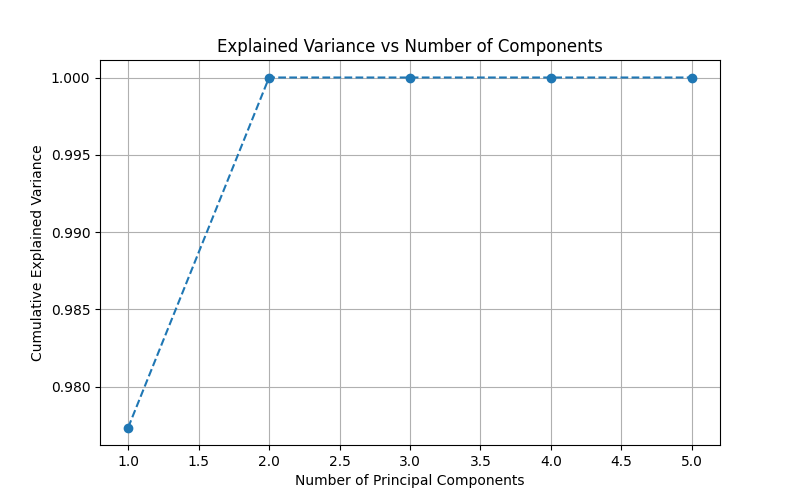 Explained Variance vs Number of Components
1.000
0.995
0.990
0.985
0.980
Cumulative Explained Variance
1.0 1.5 2.0 2.5 3.0 3.5 4.0 4.5 5.0
Number of Principal Components